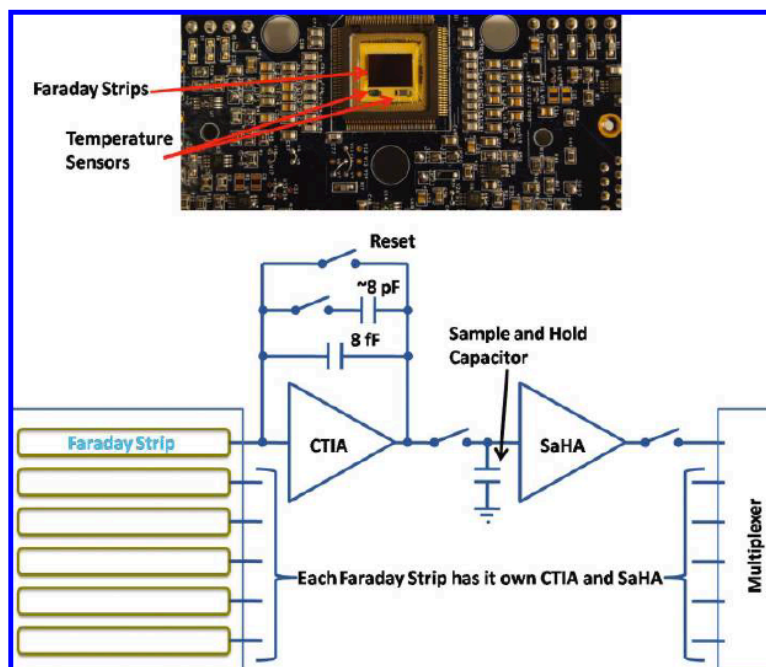 Faraday Strips
Temperature
Sensors
Reset
~8 pF
8 fF
Sample and Hold
Capacitor
Faraday Strip
CTIA
SaHA
Each Faraday Strip has it own CTIA and SaHA
Multiplexer